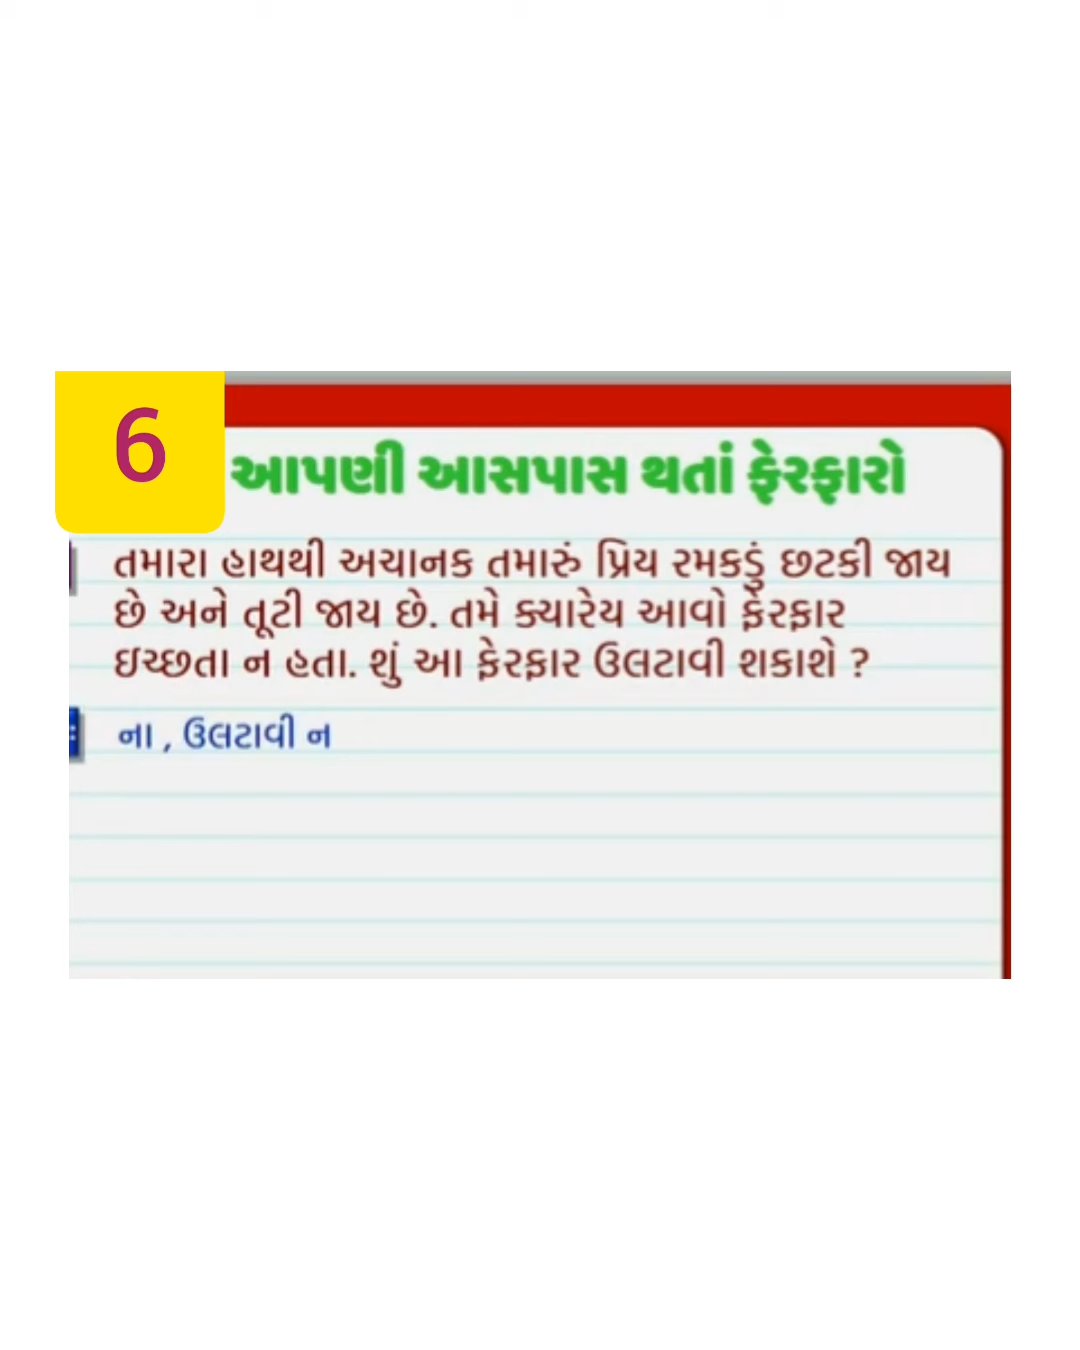 6
આપણી આસપાસ થતાં ફેરફારો
તમારા હાથથી અચાનક તમારું પ્રિય રમકડું છટકી જાય
છે અને તૂટી જાય છે. તમે ક્યારેય આવો ફેરફાર
ઇચ્છતા ન હતા. શું આ ફેરફાર ઉલટાવી શકાશે ?
ના , ઉલટાવી ન